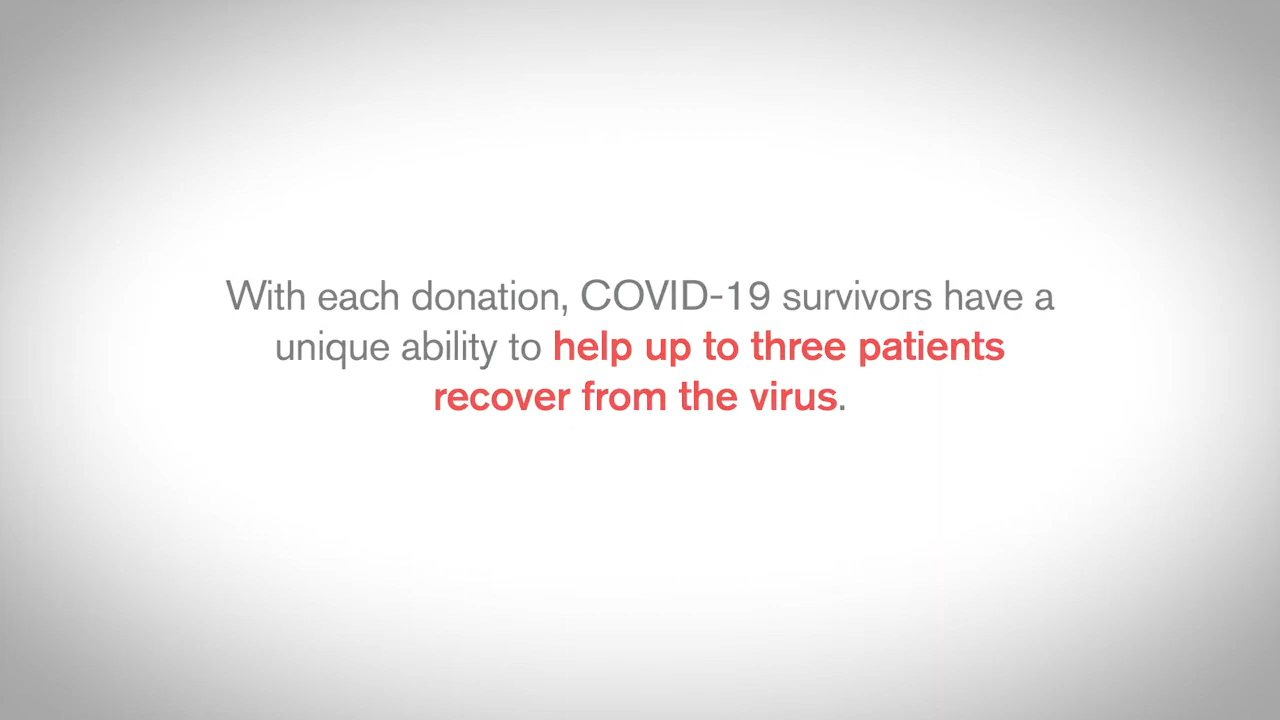 With each donation, COVID-19 survivors have a
unique ability to help up to three patients
recover from the virus.